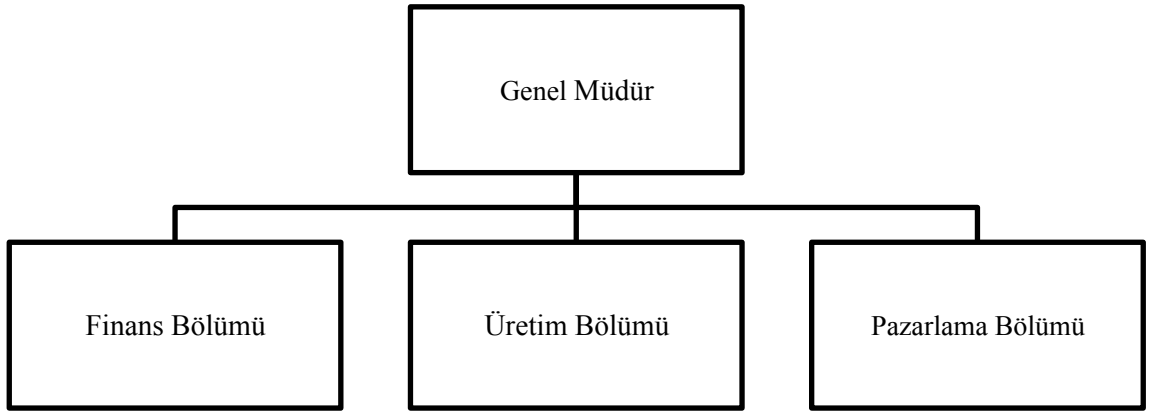 Genel Müdür
Finans Bölümü
Üretim Bölümü
Pazarlama Bölümü